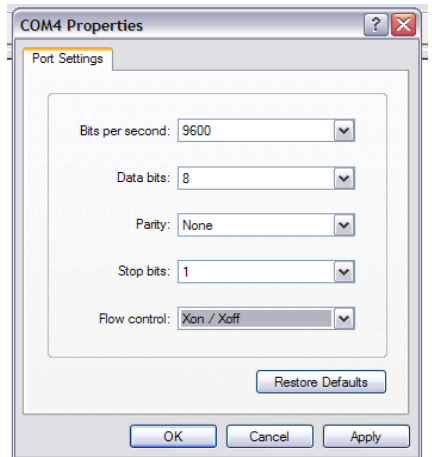 COM4 Properties
Port Settings
Bits per second: 9600
Data bits: 8
Parity: None
Stop bits: 1
Flow control: Xon / Xoff
Restore Defaults
OK Cancel Apply